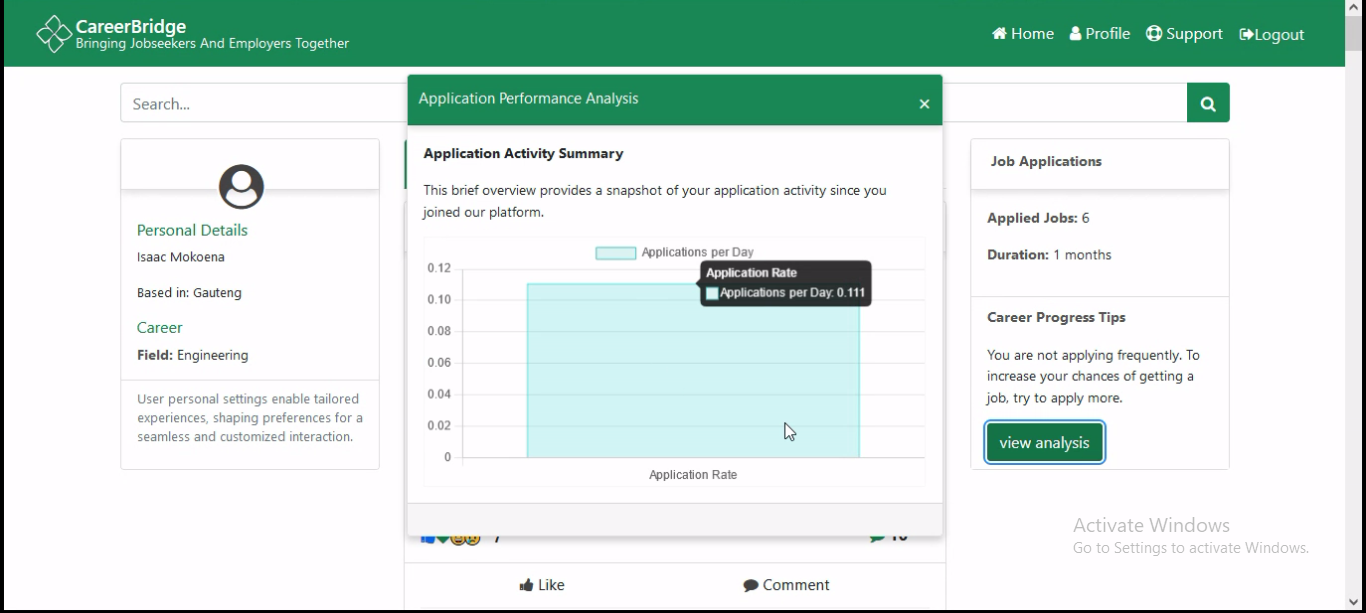 CareerBridge
Bringing Jobseekers And Employers Together
Home Profile Support Logout
Search...
Personal Details
Isaac Mokoena
Based in: Gauteng
Career
Field: Engineering
User personal settings enable tailored
experiences, shaping preferences for a
seamless and customized interaction.
Application Performance Analysis ×
Application Activity Summary
This brief overview provides a snapshot of your application activity since you
joined our platform.
Applications per Day
Application Rate
Applications per Day: 0.111
0.12
0.10
0.08
0.06
0.04
0.02
0
Application Rate
Like Comment
Job Applications
Applied Jobs: 6
Duration: 1 months
Career Progress Tips
You are not applying frequently. To
increase your chances of getting a
job, try to apply more.
view analysis
Activate Windows
Go to Settings to activate Windows.